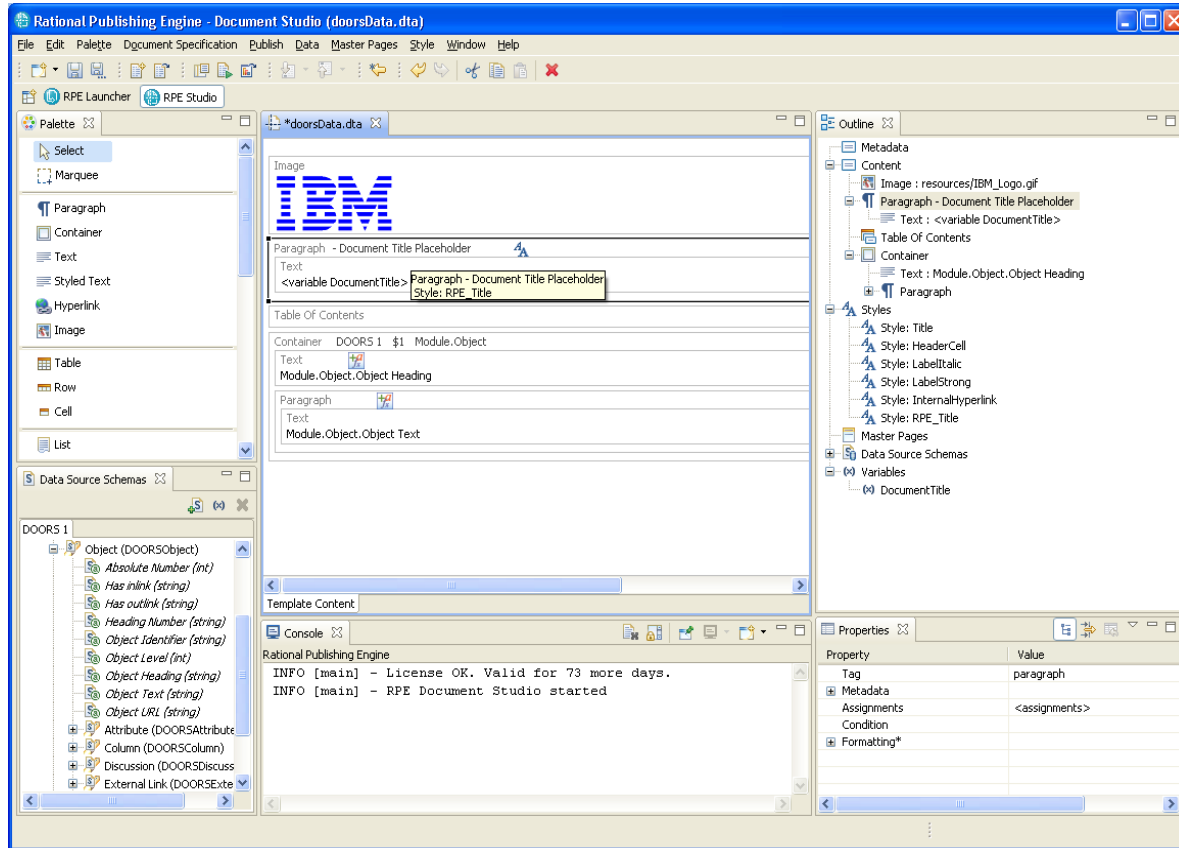 Rational Publishing Engine - Document Studio (doorsData.dta)
File Edit Palette Document Specification Publish Data Master Pages Style Window Help
RPE Launcher RPE Studio
Palette
Select
Marquee
Paragraph
Container
Text
Styled Text
Hyperlink
Image
Table
Row
Cell
List
Data Source Schemas
DOORS 1
Object (DOORSObject)
Absolute Number (int)
Has inlink (string)
Has outlink (string)
Heading Number (string)
Object Identifier (string)
Object Level (int)
Object Heading (string)
Object Text (string)
Object URL (string)
Attribute (DOORSAttribute
Column (DOORSColumn)
Discussion (DOORSDiscuss
External Link (DOORSExte
*doorsData.dta
Image
IBM
Paragraph - Document Title Placeholder
Text
<variable DocumentTitle>
Paragraph - Document Title Placeholder
Style: RPE_Title
Table Of Contents
Container DOORS 1 $1 Module.Object
Text
Module.Object.Object Heading
Paragraph
Text
Module.Object.Object Text
Template Content
Console
Rational Publishing Engine
INFO [main] - License OK. Valid for 73 more days.
INFO [main] - RPE Document Studio started
Outline
Metadata
Content
Image : resources/IBM_Logo.gif
Paragraph - Document Title Placeholder
Text : <variable DocumentTitle>
Table Of Contents
Container
Text : Module.Object.Object Heading
Paragraph
Styles
Style: Title
Style: HeaderCell
Style: LabelItalic
Style: LabelStrong
Style: InternalHyperlink
Style: RPE_Title
Master Pages
Data Source Schemas
Variables
DocumentTitle
Properties
Property Value
Tag paragraph
Metadata
Assignments <assignments>
Condition
Formatting*